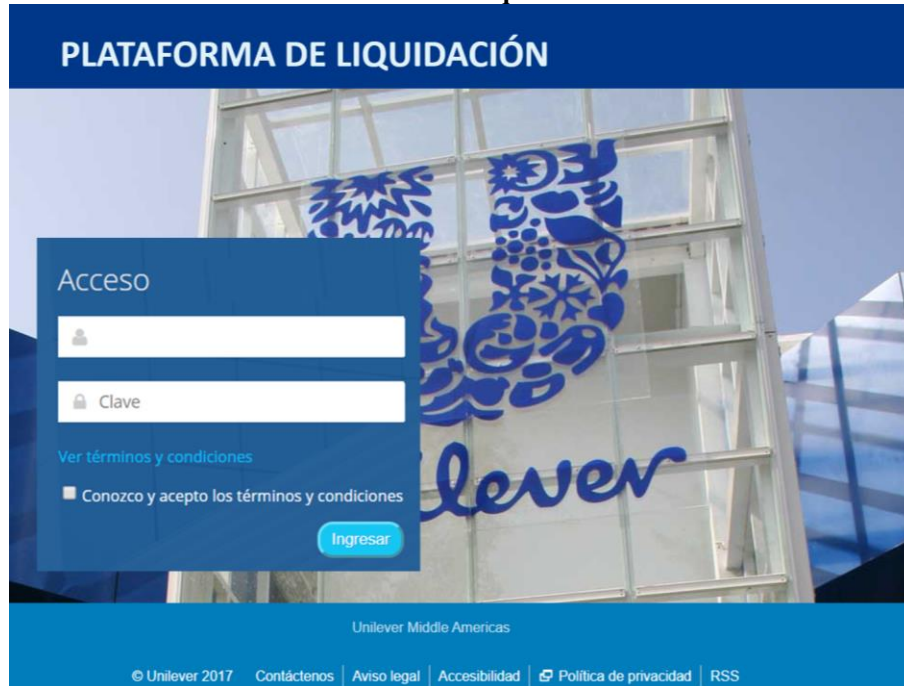 PLATAFORMA DE LIQUIDACIÓN
Acceso
Clave
Ver términos y condiciones
Conozco y acepto los términos y condiciones
Ingresar
Unilever Middle Americas
© Unilever 2017 Contáctenos Aviso legal Accesibilidad Política de privacidad RSS